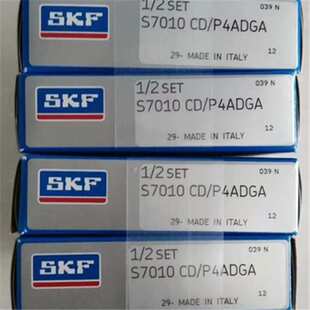 1/2 SET
039 N
S7010 CD/P4ADGA
SKF
29- MADE IN ITALY
12
1/2 SET
039 N
SKF
S7010 CD/P4ADGA
29- MADE IN ITALY
12
1/2 SET
039 N
SKF
S7010 CD/P4ADGA
29- MADE IN ITALY
12
1/2 SET
039 N
SKF
S7010 CD/P4ADGA
29- MADE IN ITALY
12